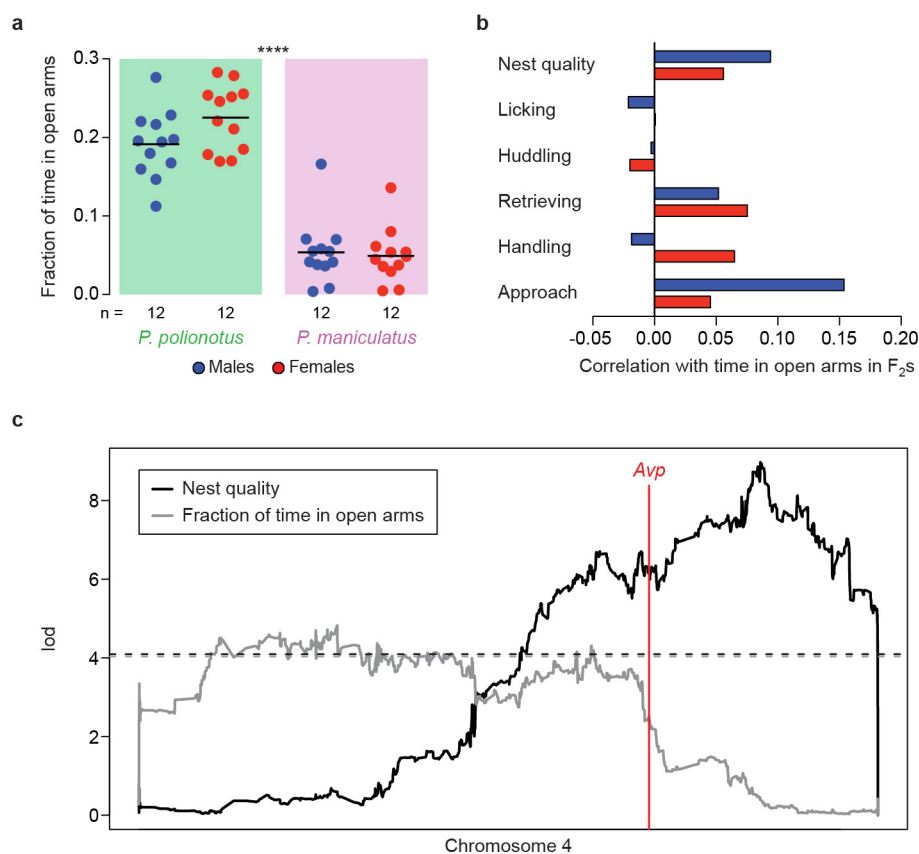 a
****
Fraction of time in open arms
0.3
0.2
0.1
0.0
n = 12 12 12 12
P. polionotus P. maniculatus
Males Females
b
Nest quality
Licking
Huddling
Retrieving
Handling
Approach
-0.05 0.00 0.05 0.10 0.15 0.20
Correlation with time in open arms in F2s
c
Avp
Nest quality
Fraction of time in open arms
lod
8
6
4
2
0
Chromosome 4